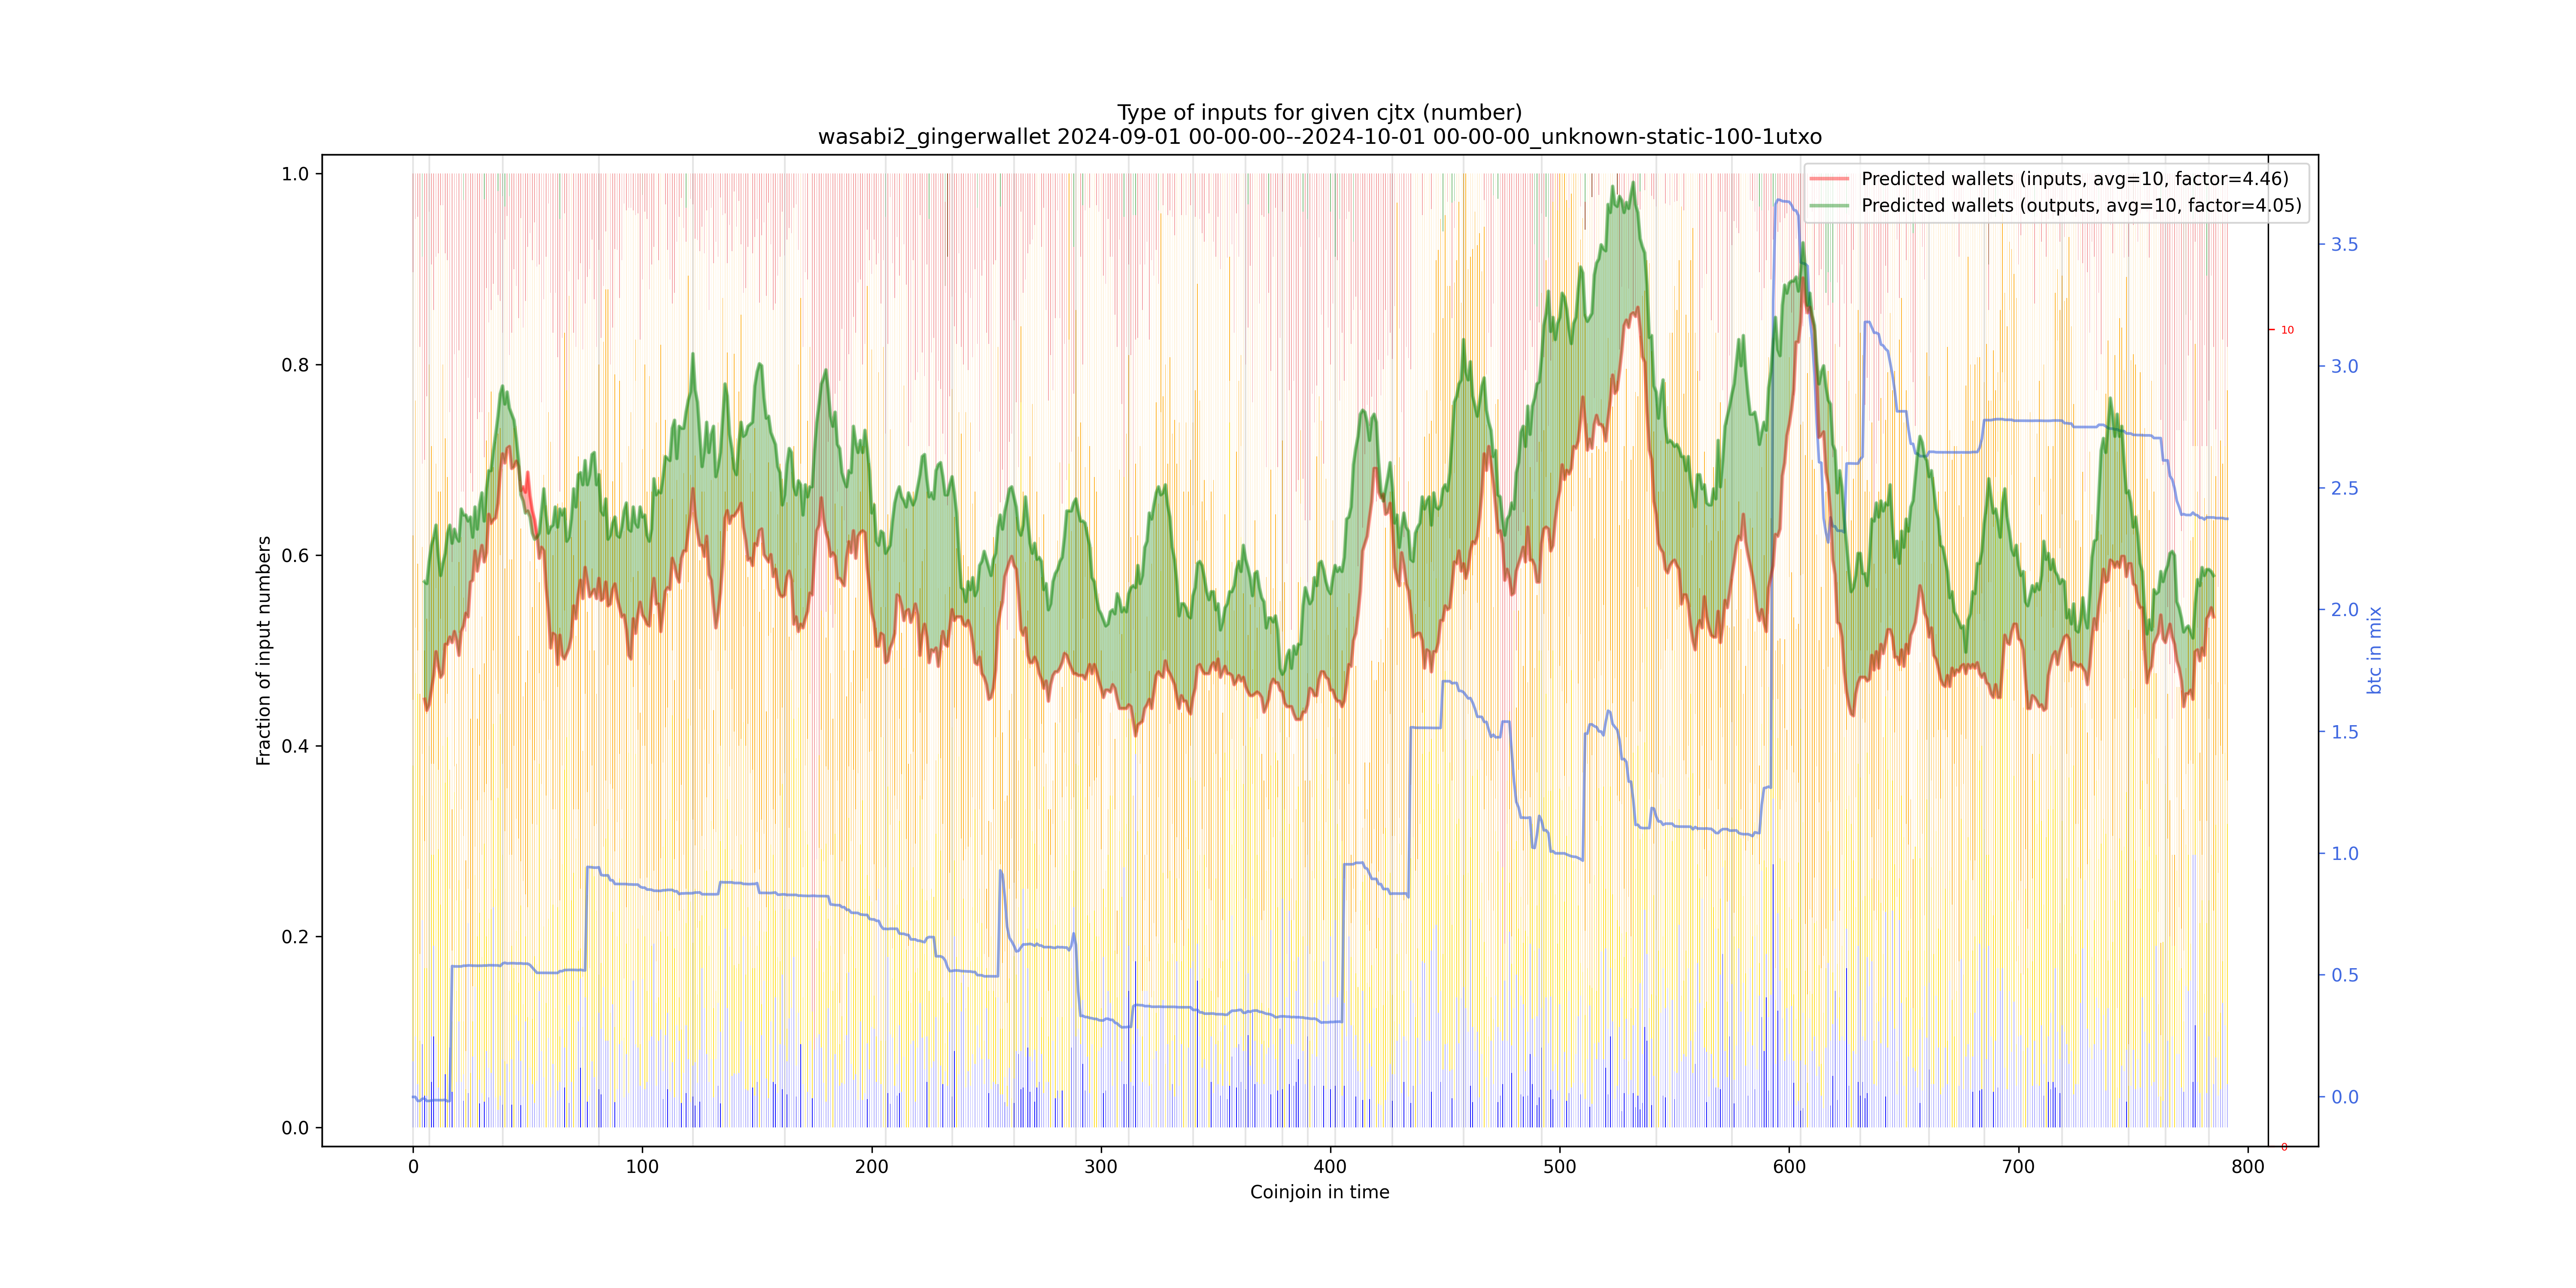 Type of inputs for given cjtx (number)
wasabi2_gingerwallet 2024-09-01 00-00-00--2024-10-01 00-00-00_unknown-static-100-1utxo
Predicted wallets (inputs, avg=10, factor=4.46)
Predicted wallets (outputs, avg=10, factor=4.05)
Fraction of input numbers
1.0
0.8
0.6
0.4
0.2
0.0
0 100 200 300 400 500 600 700 800
Coinjoin in time
10
0
3.5
3.0
2.5
2.0
1.5
1.0
0.5
0.0
btc in mix